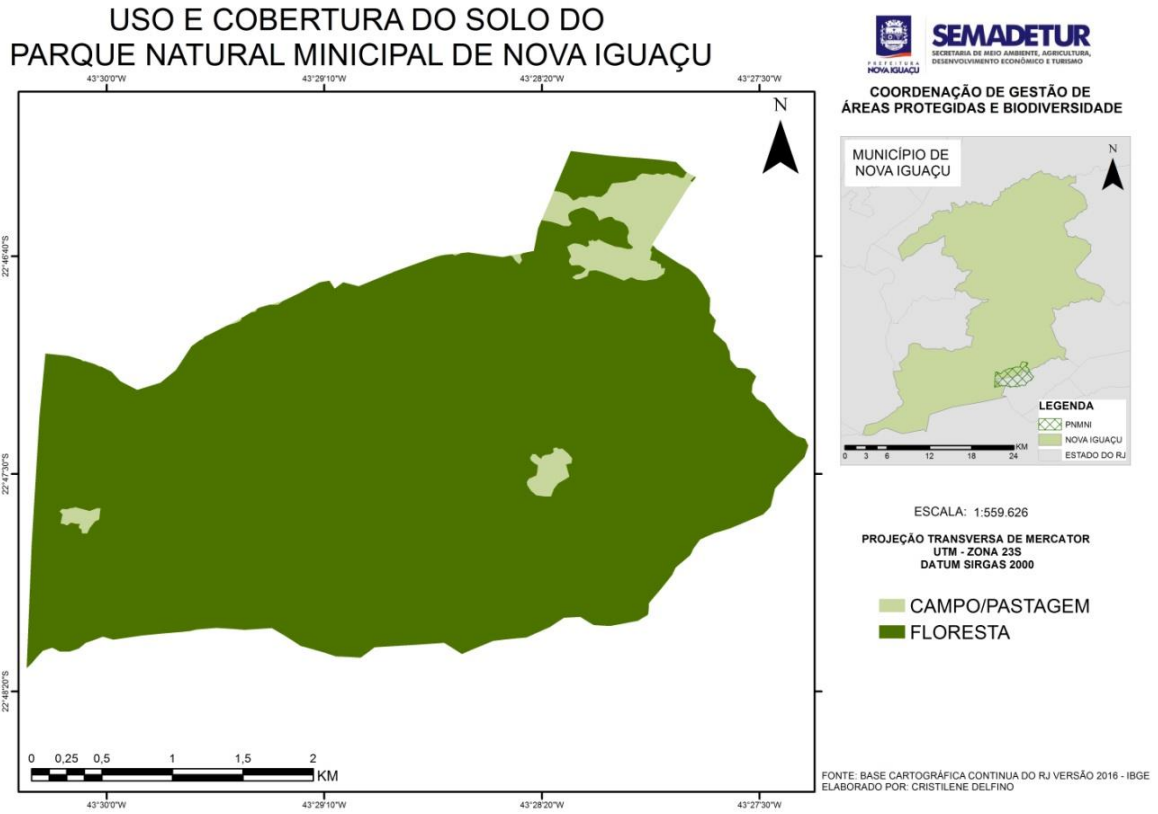 USO E COBERTURA DO SOLO DO
PARQUE NATURAL MINICIPAL DE NOVA IGUAÇU
43°30'0"W
43°29'10"W
43°28'20"W
43°27'30"W
N
22°46'40"S
22°47'30"S
22°48'20"S
0 0,25 0,5 1 1,5 2
KM
43°30'0"W
43°29'10"W
43°28'20"W
43°27'30"W
PREFEITURA
NOVA IGUAÇU
SEMADETUR
SECRETARIA DE MEIO AMBIENTE, AGRICULTURA,
DESENVOLVIMENTO ECONÔMICO E TURISMO
COORDENAÇÃO DE GESTÃO DE
ÁREAS PROTEGIDAS E BIODIVERSIDADE
MUNICÍPIO DE
NOVA IGUAÇU
N
LEGENDA
PNMNI
NOVA IGUAÇU
ESTADO DO RJ
KM
0 3 6 12 18 24
ESCALA: 1:559.626
PROJEÇÃO TRANSVERSA DE MERCATOR
UTM - ZONA 23S
DATUM SIRGAS 2000
CAMPO/PASTAGEM
FLORESTA
FONTE: BASE CARTOGRÁFICA CONTINUA DO RJ VERSÃO 2016 - IBGE
ELABORADO POR: CRISTILENE DELFINO